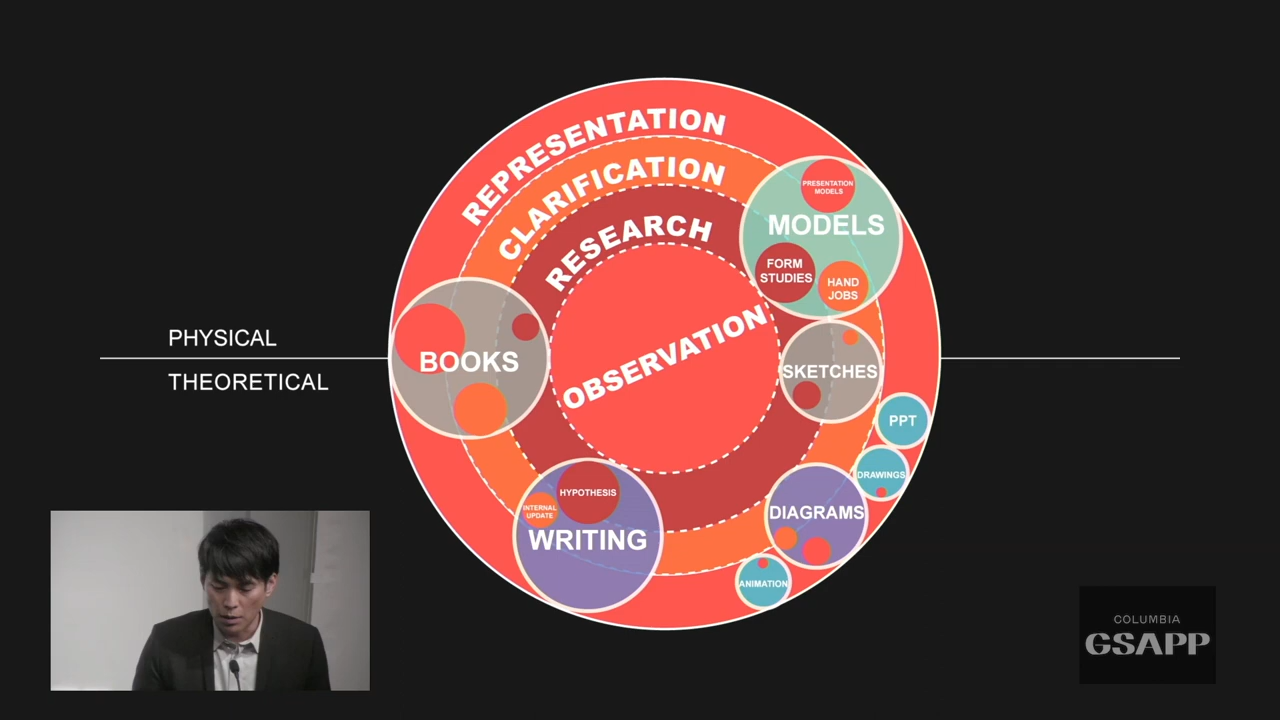 REPRESENTATION
CLARIFICATION
RESEARCH
OBSERVATION
PRESENTATION
MODELS
MODELS
FORM
STUDIES
HAND
JOBS
PHYSICAL
THEORETICAL
BOOKS
SKETCHES
PPT
DRAWINGS
HYPOTHESIS
INTERNAL
UPDATE
WRITING
DIAGRAMS
ANIMATION
COLUMBIA
GSAPP